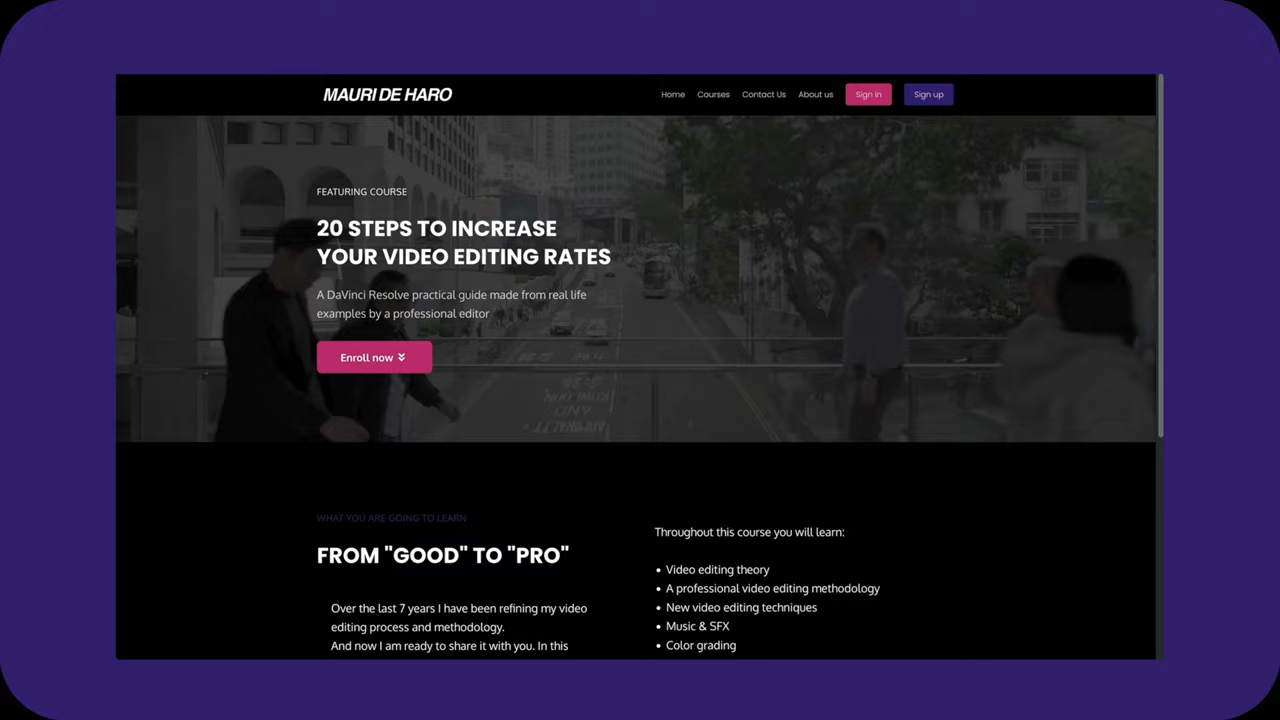 MAURI DE HARO
Home
Courses
Contact Us
About us
Sign in
Sign up
FEATURING COURSE
20 STEPS TO INCREASE
YOUR VIDEO EDITING RATES
A DaVinci Resolve practical guide made from real life
examples by a professional editor
Enroll now
WHAT YOU ARE GOING TO LEARN
FROM "GOOD" TO "PRO"
Over the last 7 years I have been refining my video
editing process and methodology.
And now I am ready to share it with you. In this
Throughout this course you will learn:
• Video editing theory
• A professional video editing methodology
• New video editing techniques
• Music & SFX
• Color grading